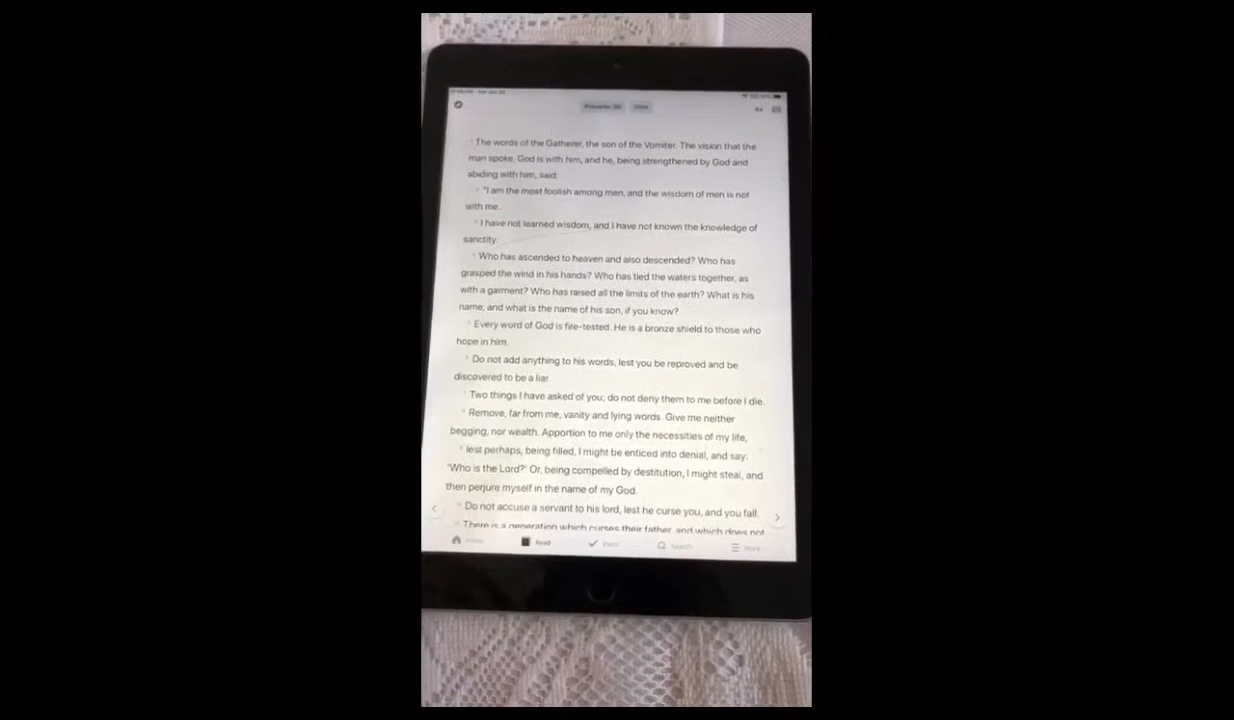 Proverbs 30 CPDV
AA
The words of the Gatherer, the son of the Vomiter. The vision that the
man spoke. God is with him, and he, being strengthened by God and
abiding with him, said:
"I am the most foolish among men, and the wisdom of men is not
with me.
I have not learned wisdom, and I have not known the knowledge of
sanctity.
Who has ascended to heaven and also descended? Who has
grasped the wind in his hands? Who has tied the waters together, as
with a garment? Who has raised all the limits of the earth? What is his
name, and what is the name of his son, if you know?
Every word of God is fire-tested. He is a bronze shield to those who
hope in him.
Do not add anything to his words, lest you be reproved and be
discovered to be a liar.
Two things I have asked of you; do not deny them to me before I die.
Remove, far from me, vanity and lying words. Give me neither
begging, nor wealth. Apportion to me only the necessities of my life,
lest perhaps, being filled, I might be enticed into denial, and say:
'Who is the Lord?' Or, being compelled by destitution, I might steal, and
then perjure myself in the name of my God.
Do not accuse a servant to his lord, lest he curse you, and you fall.
There is a generation which curses their father, and which does not
Home Read Plans Search More